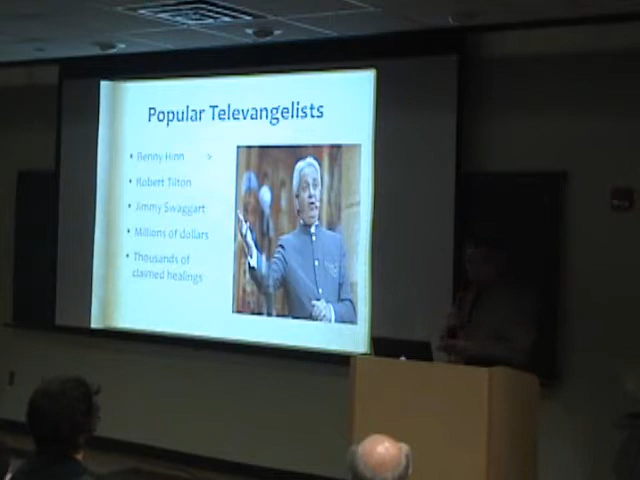 Popular Televangelists
• Benny Hinn
• Robert Tilton
• Jimmy Swaggart
• Millions of dollars
• Thousands of
claimed healings